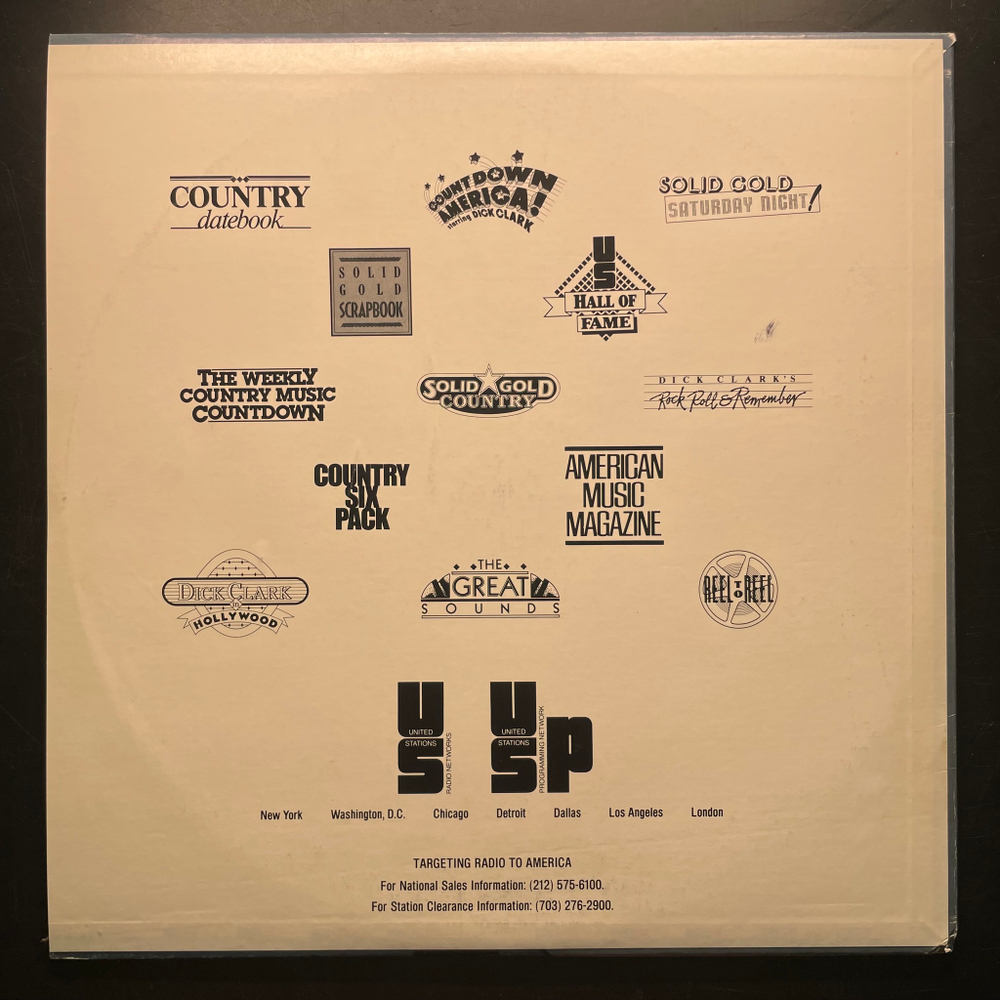 COUNTRY
datebook
COUNTDOWN
AMERICA!
starring DICK CLARK
SOLID GOLD
SATURDAY NIGHT!
SOLID
GOLD
SCRAPBOOK
US
HALL OF
FAME
THE WEEKLY
COUNTRY MUSIC
COUNTDOWN
SOLID GOLD
COUNTRY
DICK CLARK'S
Rock Roll & Remember
COUNTRY
SIX
PACK
AMERICAN
MUSIC
MAGAZINE
DICK CLARK
IN
HOLLYWOOD
THE
GREAT
SOUNDS
REEL TO REEL
US
UNITED
STATIONS
RADIO NETWORKS
USP
UNITED
STATIONS
PROGRAMMING NETWORK
New York Washington, D.C. Chicago Detroit Dallas Los Angeles London
TARGETING RADIO TO AMERICA
For National Sales Information: (212) 575-6100.
For Station Clearance Information: (703) 276-2900.